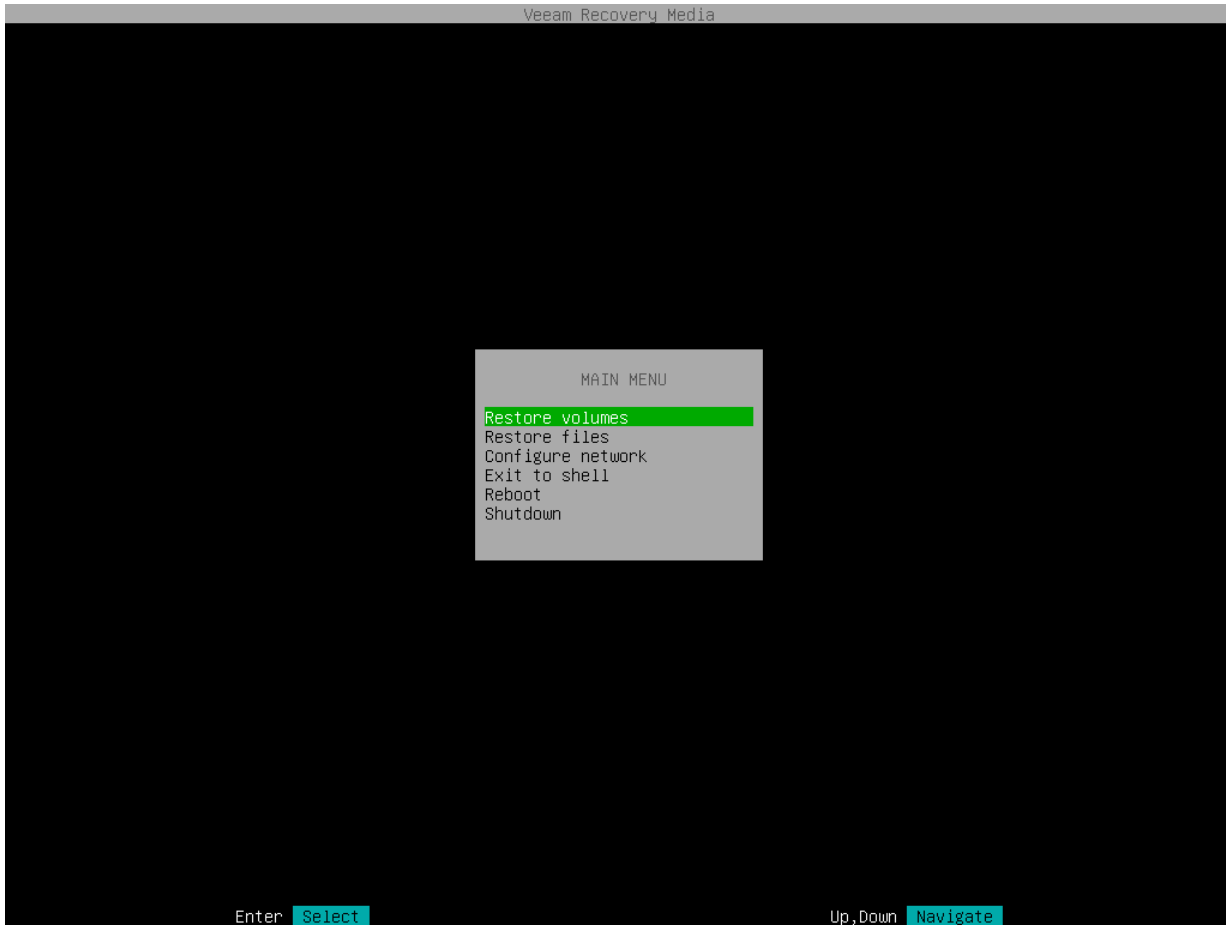 Veeam Recovery Media
MAIN MENU
Restore volumes
Restore files
Configure network
Exit to shell
Reboot
Shutdown
Enter Select Up,Down Navigate